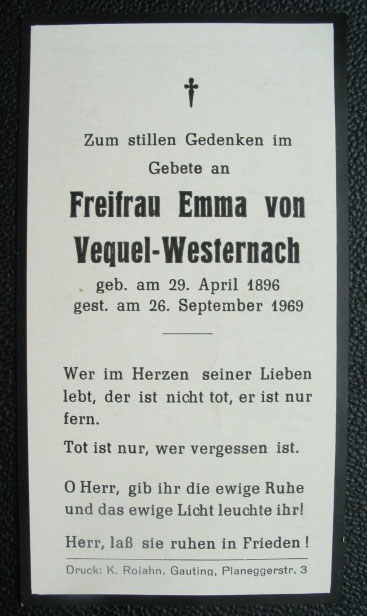 Zum stillen Gedenken im
Gebete an
Freifrau Emma von
Vequel-Westernach
geb. am 29. April 1896
gest. am 26. September 1969
Wer im Herzen seiner Lieben
lebt, der ist nicht tot, er ist nur
fern.
Tot ist nur, wer vergessen ist.
O Herr, gib ihr die ewige Ruhe
und das ewige Licht leuchte ihr!
Herr, laß sie ruhen in Frieden !
Druck: K. Rojahn, Gauting, Planeggerstr. 3